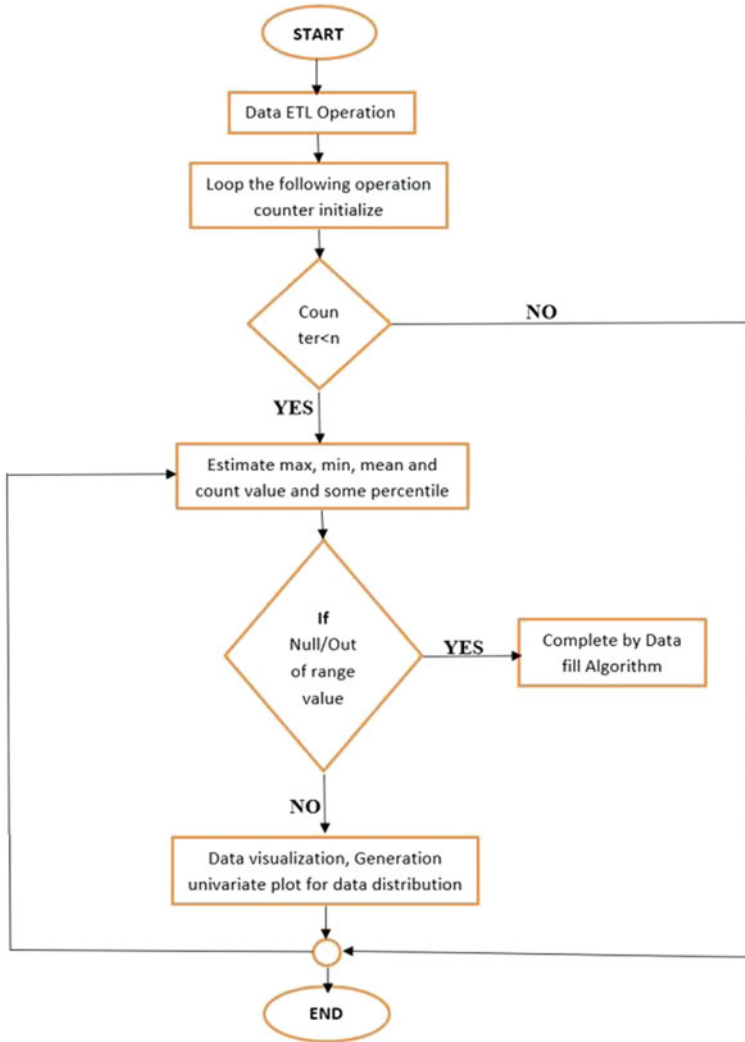 START
Data ETL Operation
Loop the following operation
counter initialize
Coun
ter<n
NO
YES
Estimate max, min, mean and
count value and some percentile
If
Null/Out
of range
value
YES
Complete by Data
fill Algorithm
NO
Data visualization, Generation
univariate plot for data distribution
END